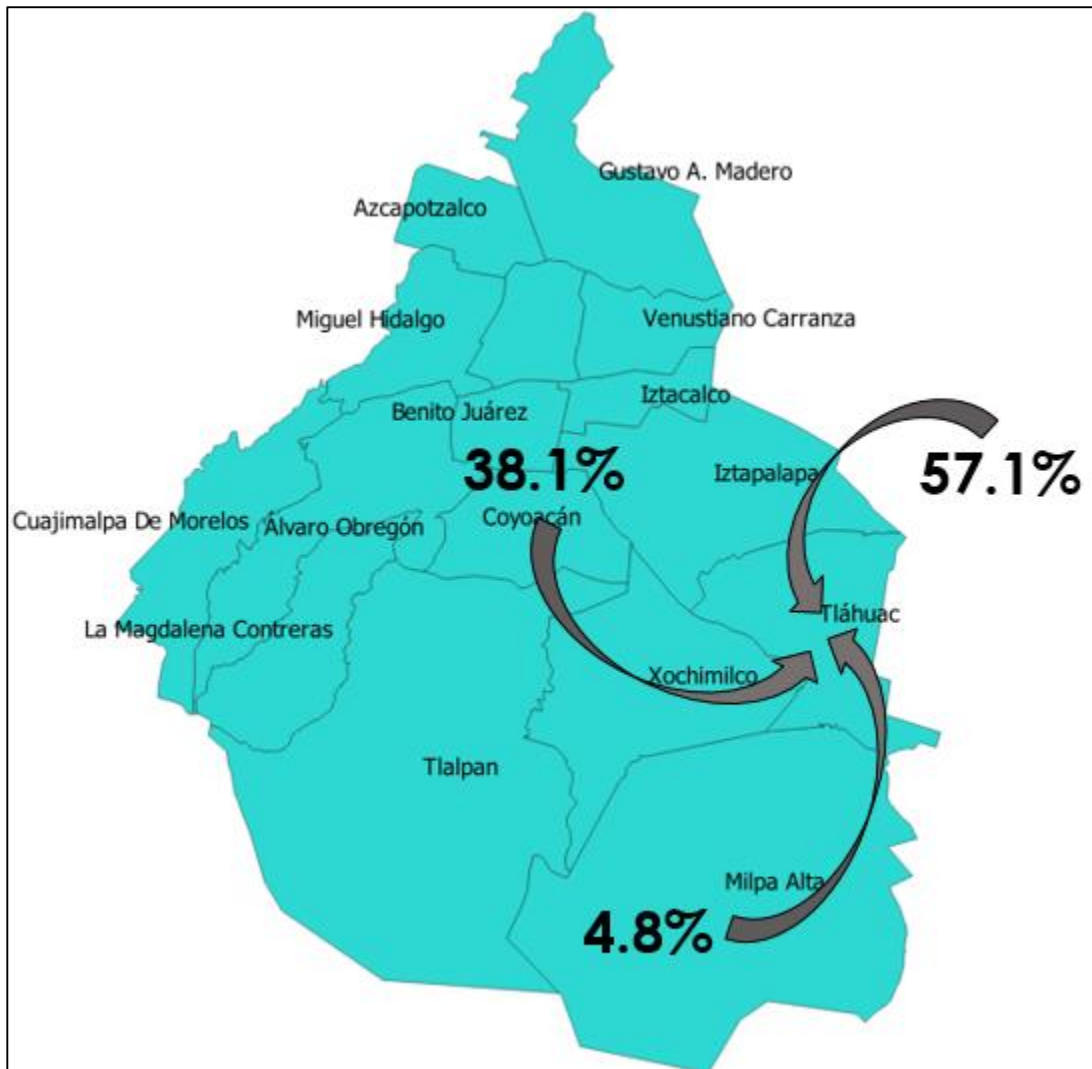 Gustavo A. Madero
Azcapotzalco
Miguel Hidalgo
Venustiano Carranza
Iztacalco
Benito Juárez
38.1%
Iztapalapa
57.1%
Cuajimalpa De Morelos
Álvaro Obregón
Coyoacán
Tláhuac
La Magdalena Contreras
Xochimilco
Tlalpan
Milpa Alta
4.8%